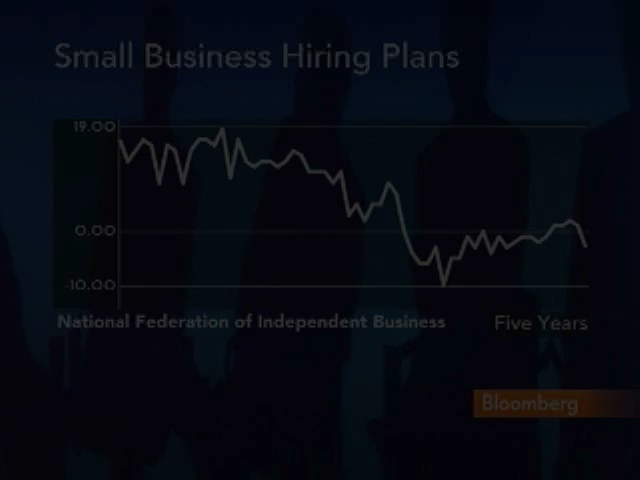 Small Business Hiring Plans
19.00
0.00
-10.00
National Federation of Independent Business
Five Years
Bloomberg